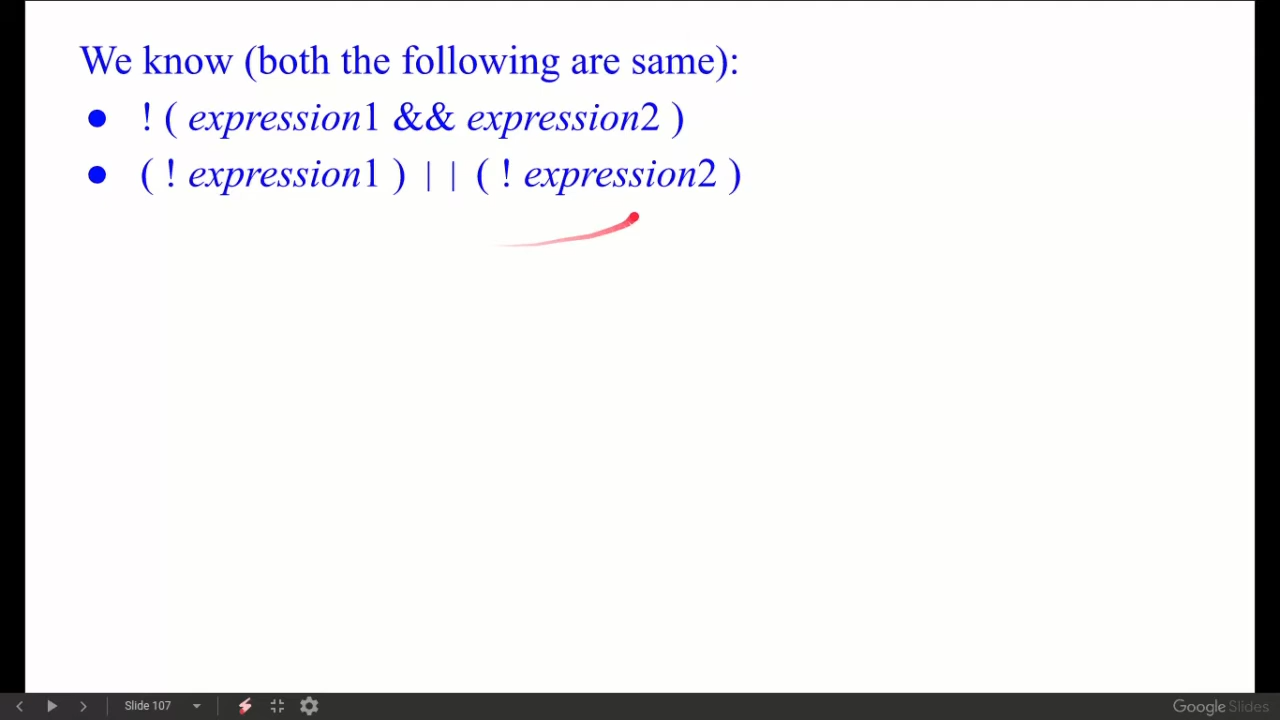 We know (both the following are same):
● ! ( expression1 && expression2 )
● ( ! expression1 ) | | ( ! expression2 )
Slide 107
Google Slides